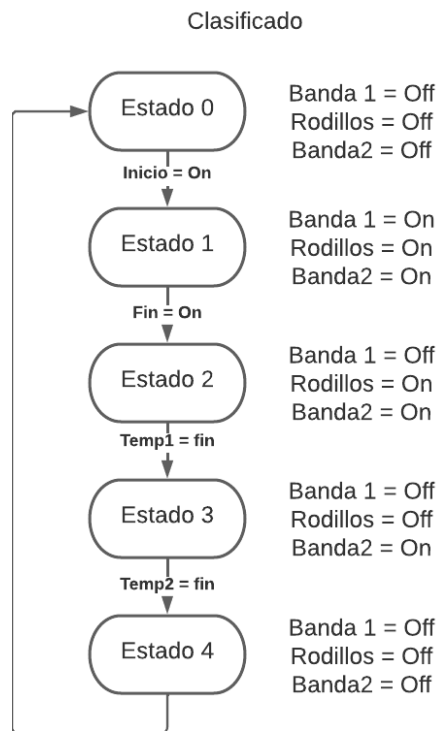 Clasificado
Estado 0
Banda 1 = Off
Rodillos = Off
Banda2 = Off
Inicio = On
Estado 1
Banda 1 = On
Rodillos = On
Banda2 = On
Fin = On
Estado 2
Banda 1 = Off
Rodillos = On
Banda2 = On
Temp1 = fin
Estado 3
Banda 1 = Off
Rodillos = Off
Banda2 = On
Temp2 = fin
Estado 4
Banda 1 = Off
Rodillos = Off
Banda2 = Off